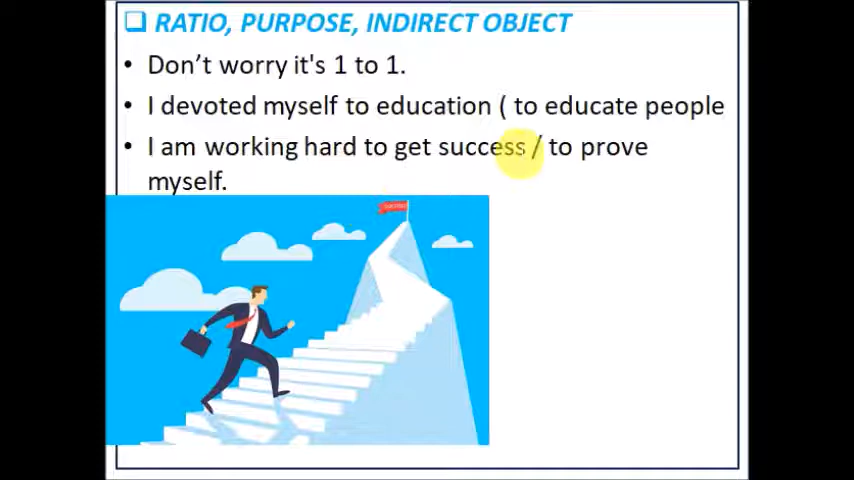 ❑ RATIO, PURPOSE, INDIRECT OBJECT
• Don't worry it's 1 to 1.
• I devoted myself to education ( to educate people
• I am working hard to get success / to prove
myself.